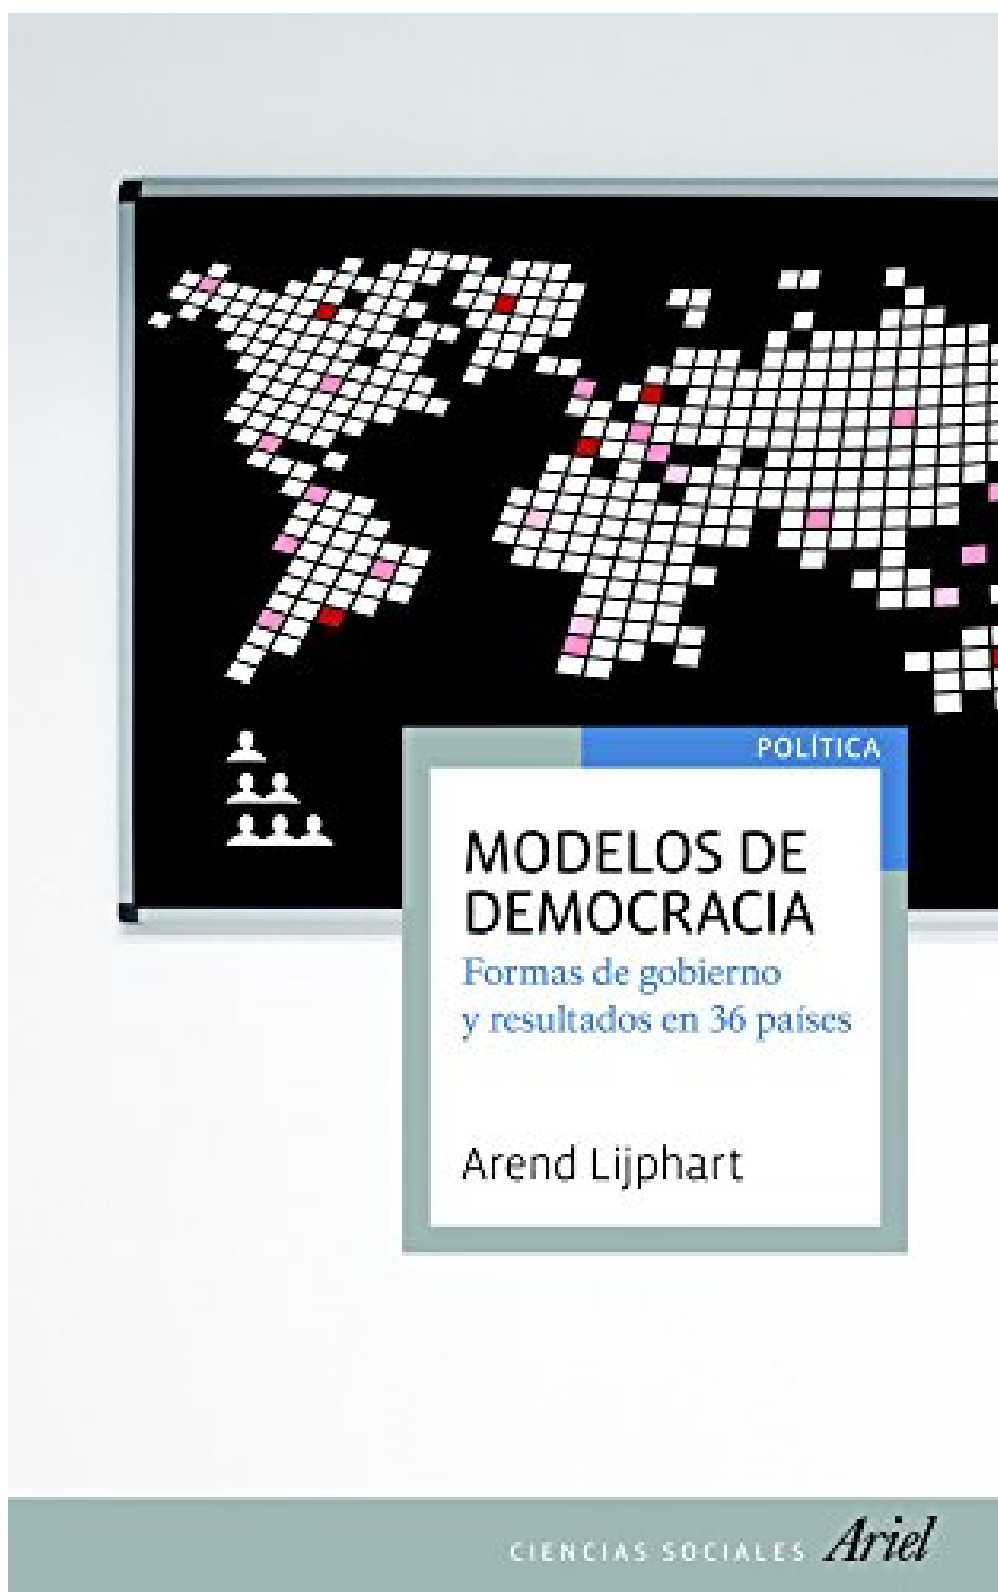 POLÍTICA
MODELOS DE
DEMOCRACIA
Formas de gobierno
y resultados en 36 países
Arend Lijphart
CIENCIAS SOCIALES Ariel